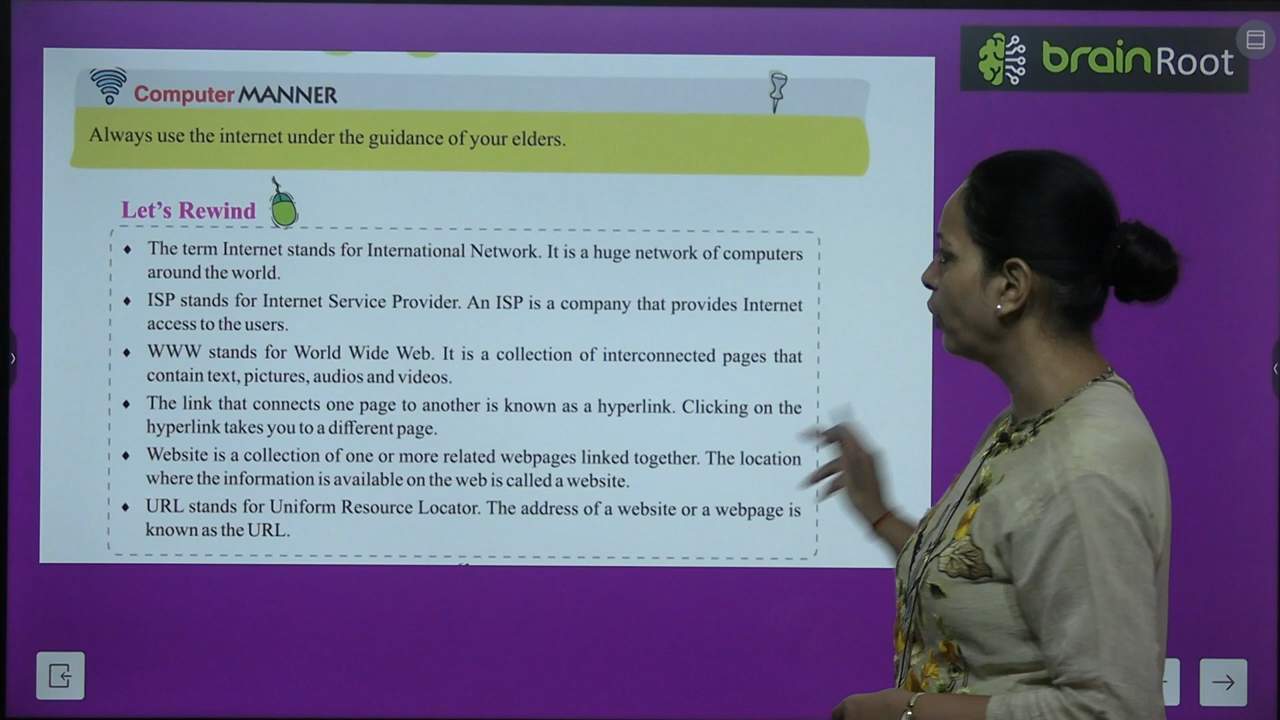 brainRoot
Computer MANNER
Always use the internet under the guidance of your elders.
Let's Rewind
♦ The term Internet stands for International Network. It is a huge network of computers
around the world.
♦ ISP stands for Internet Service Provider. An ISP is a company that provides Internet
access to the users.
♦ WWW stands for World Wide Web. It is a collection of interconnected pages that
contain text, pictures, audios and videos.
♦ The link that connects one page to another is known as a hyperlink. Clicking on the
hyperlink takes you to a different page.
♦ Website is a collection of one or more related webpages linked together. The location
where the information is available on the web is called a website.
♦ URL stands for Uniform Resource Locator. The address of a website or a webpage is
known as the URL.